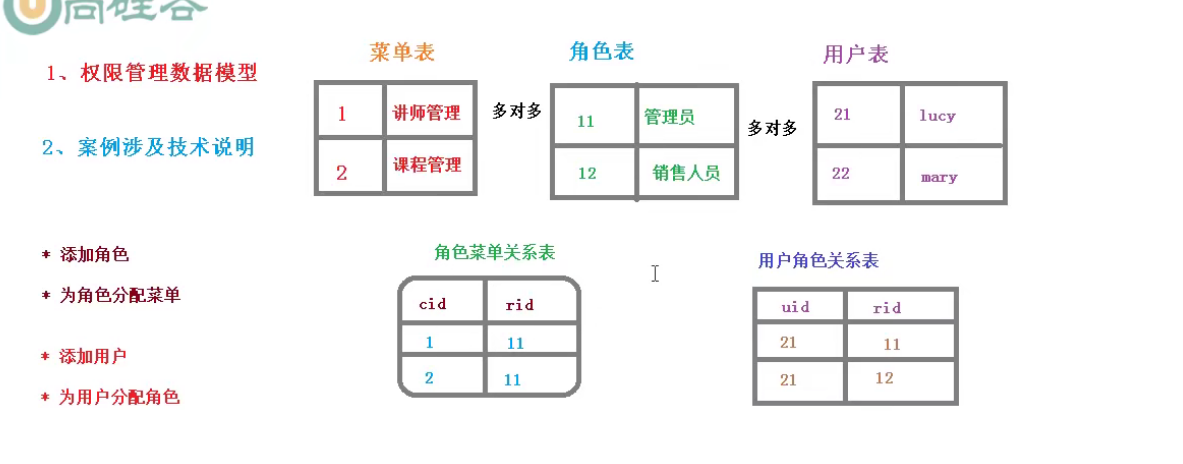 尚硅谷
1、权限管理数据模型
2、案例涉及技术说明
菜单表
1 讲师管理
2 课程管理
多对多
角色表
11 管理员
12 销售人员
多对多
用户表
21 lucy
22 mary
* 添加角色
* 为角色分配菜单
* 添加用户
* 为用户分配角色
角色菜单关系表
cid rid
1 11
2 11
用户角色关系表
uid rid
21 11
21 12